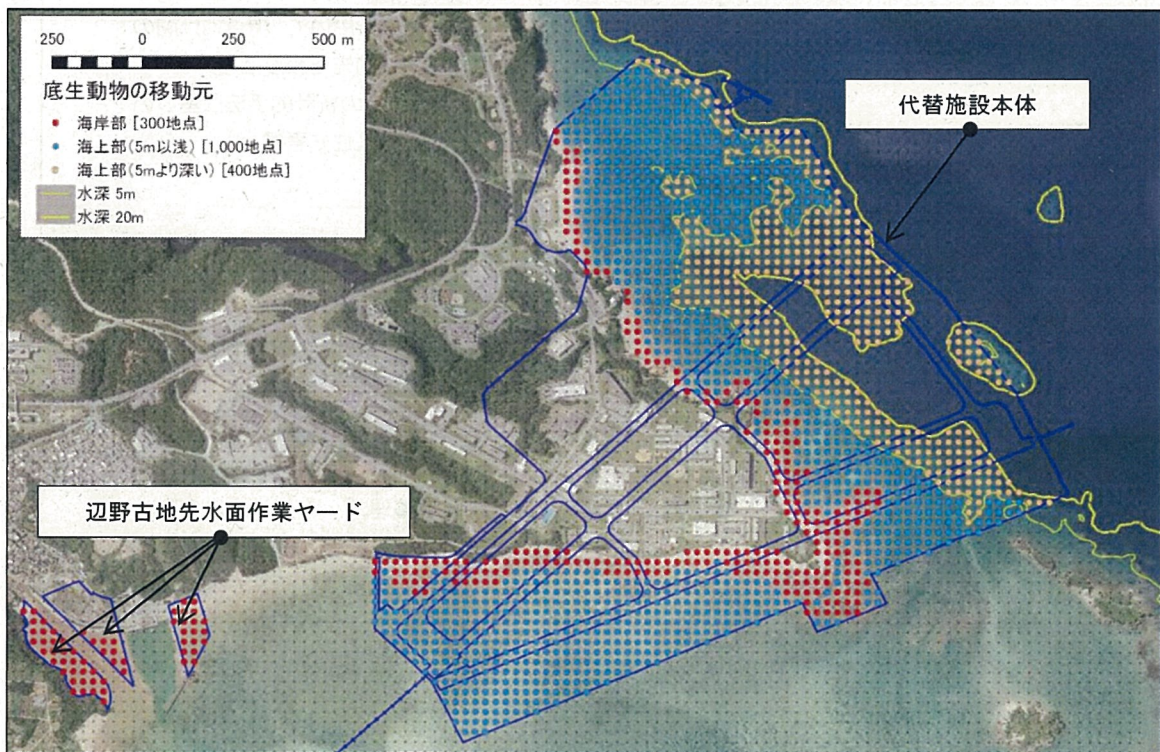 250 0 250 500 m
底生動物の移動元
海岸部 [300地点]
海上部(5m以浅) [1,000地点]
海上部(5mより深い) [400地点]
水深 5m
水深 20m
代替施設本体
辺野古地先水面作業ヤード